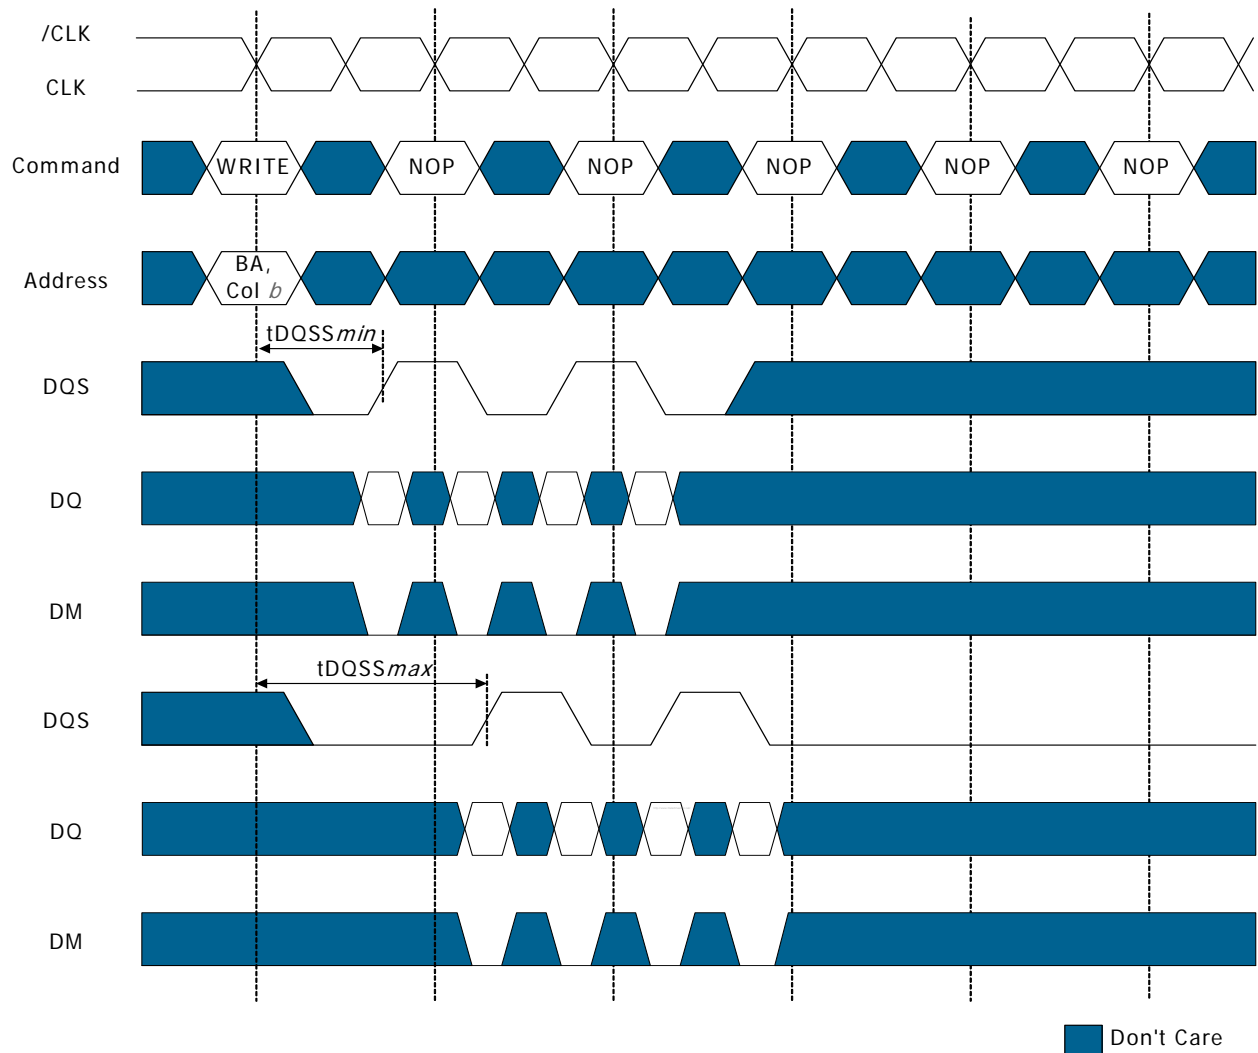 /CLK
CLK
Command
WRITE
NOP
NOP
NOP
NOP
NOP
Address
BA,
Col b
tDQSSmin
DQS
DQ
DM
tDQSSmax
DQS
DQ
DM
Don't Care